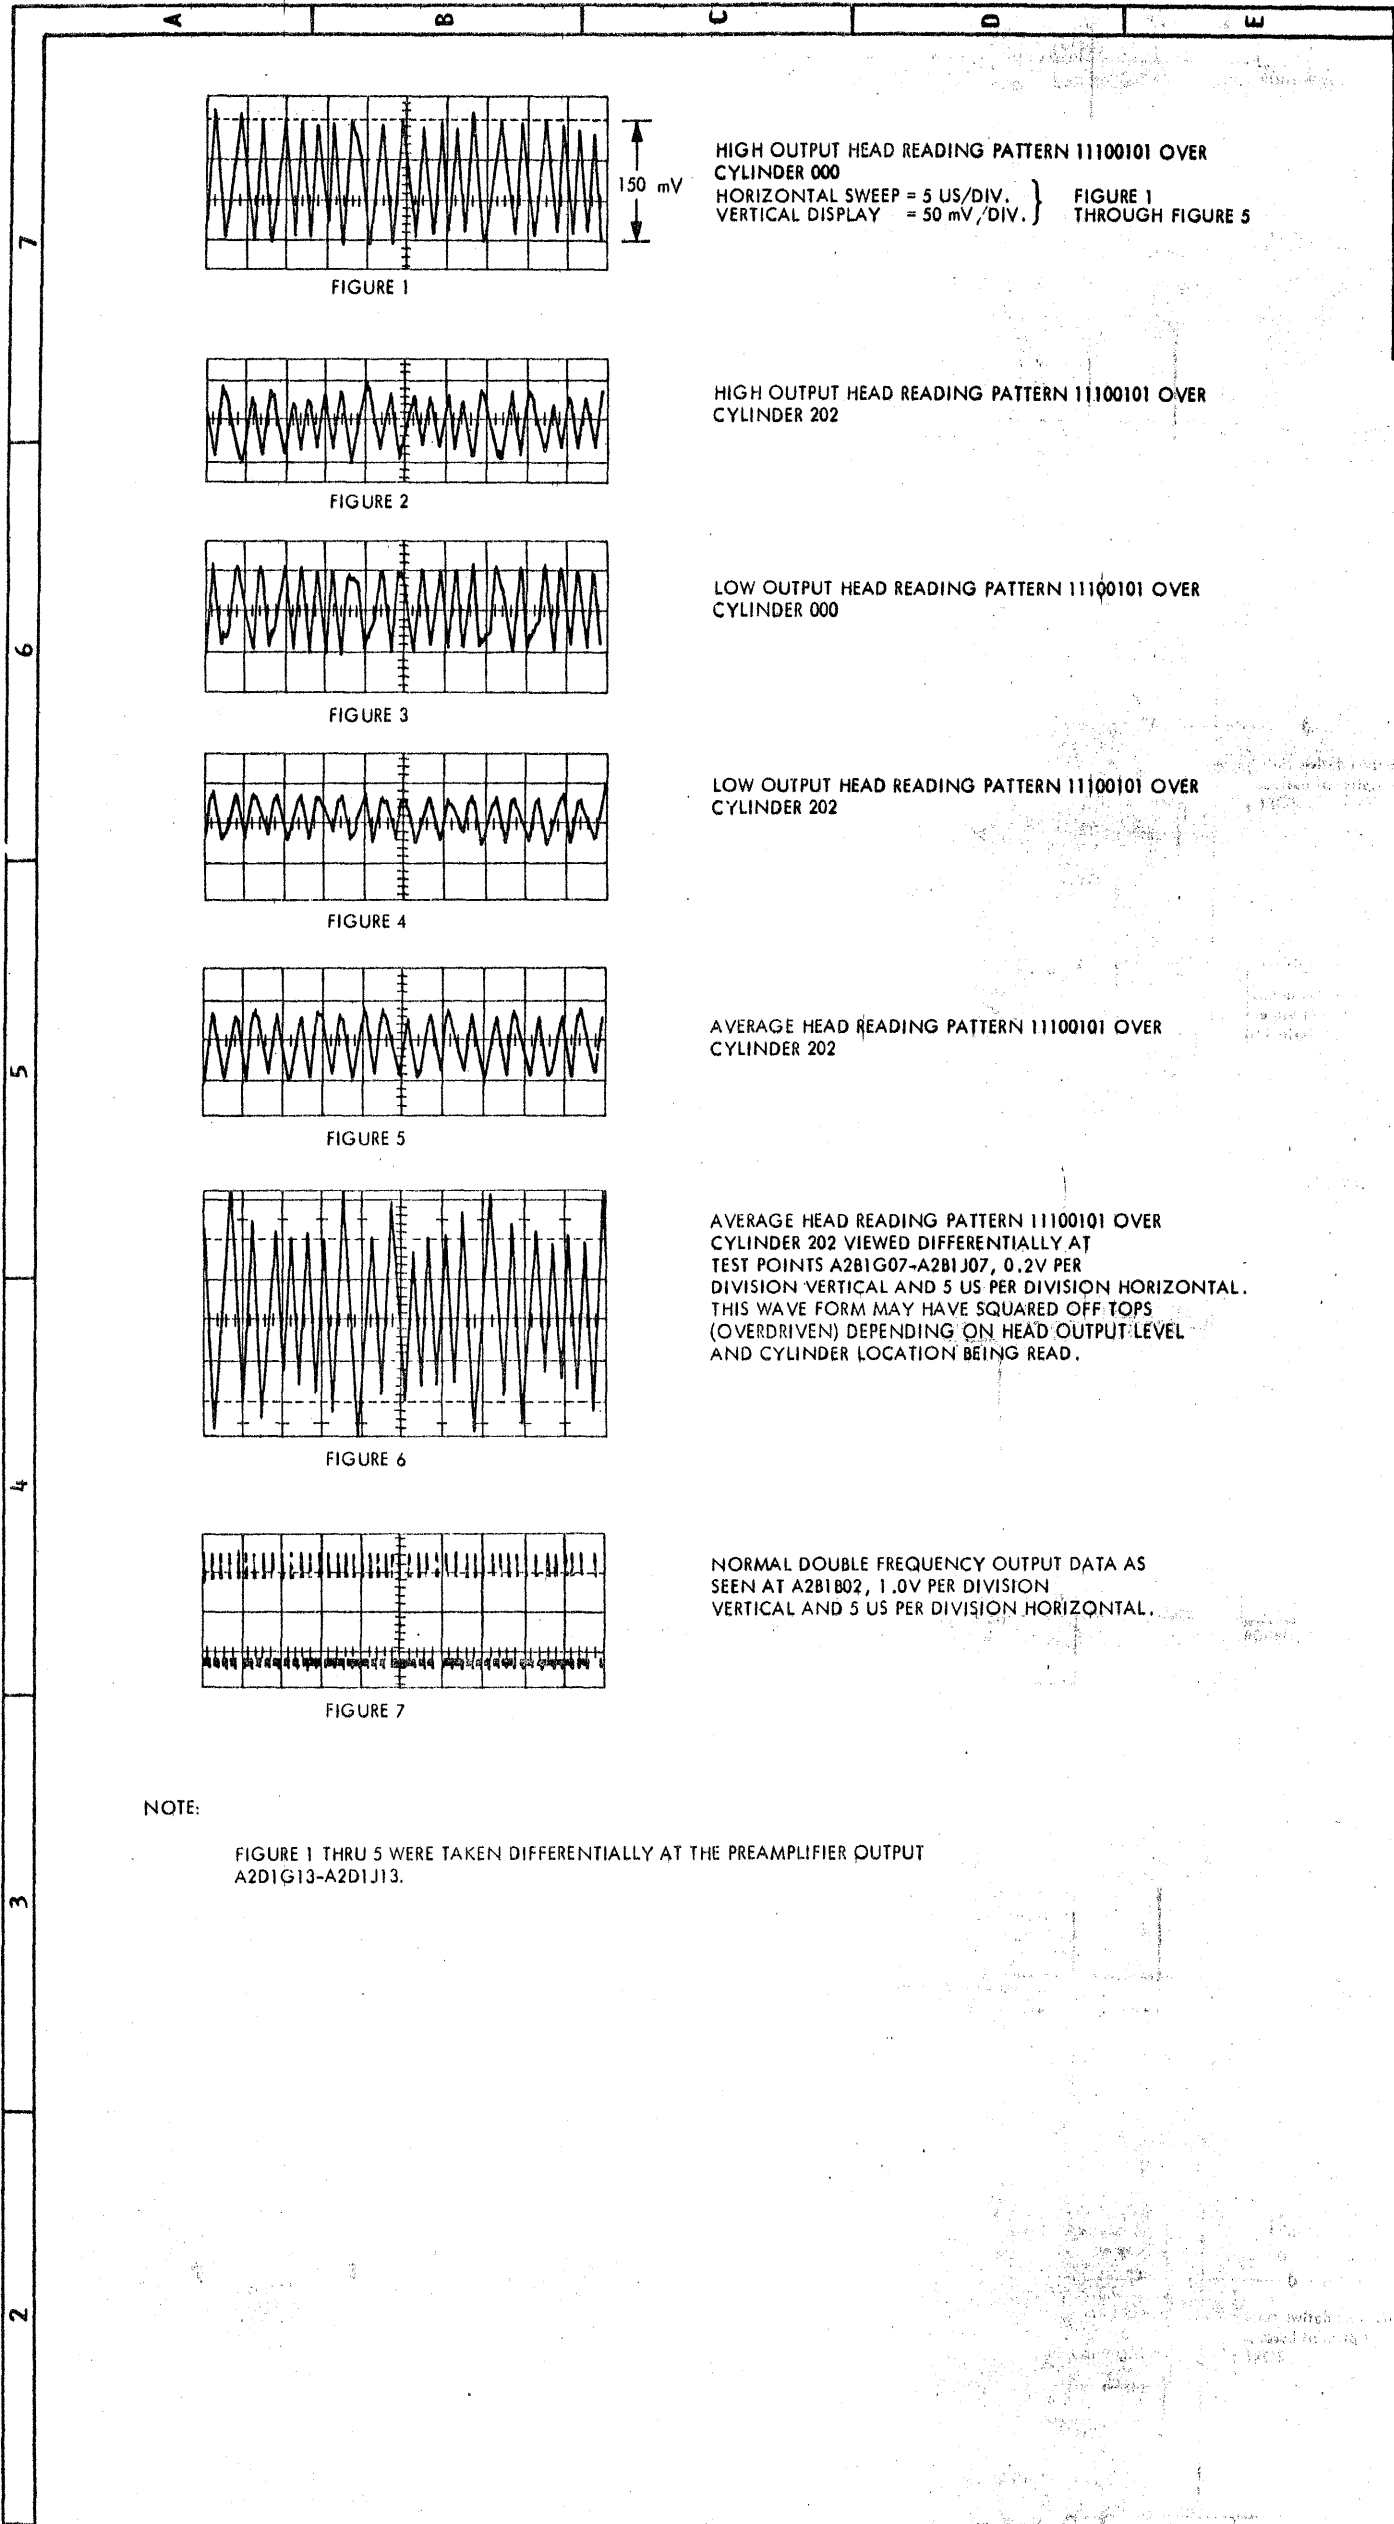 A B C D E
7
6
5
4
3
2
150 mV
FIGURE 1
HIGH OUTPUT HEAD READING PATTERN 11100101 OVER
CYLINDER 000
HORIZONTAL SWEEP = 5 US/DIV. } FIGURE 1
VERTICAL DISPLAY = 50 mV/DIV. } THROUGH FIGURE 5
FIGURE 2
HIGH OUTPUT HEAD READING PATTERN 11100101 OVER
CYLINDER 202
FIGURE 3
LOW OUTPUT HEAD READING PATTERN 11100101 OVER
CYLINDER 000
FIGURE 4
LOW OUTPUT HEAD READING PATTERN 11100101 OVER
CYLINDER 202
FIGURE 5
AVERAGE HEAD READING PATTERN 11100101 OVER
CYLINDER 202
FIGURE 6
AVERAGE HEAD READING PATTERN 11100101 OVER
CYLINDER 202 VIEWED DIFFERENTIALLY AT
TEST POINTS A2B1G07-A2B1J07, 0.2V PER
DIVISION VERTICAL AND 5 US PER DIVISION HORIZONTAL.
THIS WAVE FORM MAY HAVE SQUARED OFF TOPS
(OVERDRIVEN) DEPENDING ON HEAD OUTPUT LEVEL
AND CYLINDER LOCATION BEING READ.
FIGURE 7
NORMAL DOUBLE FREQUENCY OUTPUT DATA AS
SEEN AT A2B1B02, 1.0V PER DIVISION
VERTICAL AND 5 US PER DIVISION HORIZONTAL.
NOTE:
FIGURE 1 THRU 5 WERE TAKEN DIFFERENTIALLY AT THE PREAMPLIFIER OUTPUT
A2D1G13-A2D1J13.